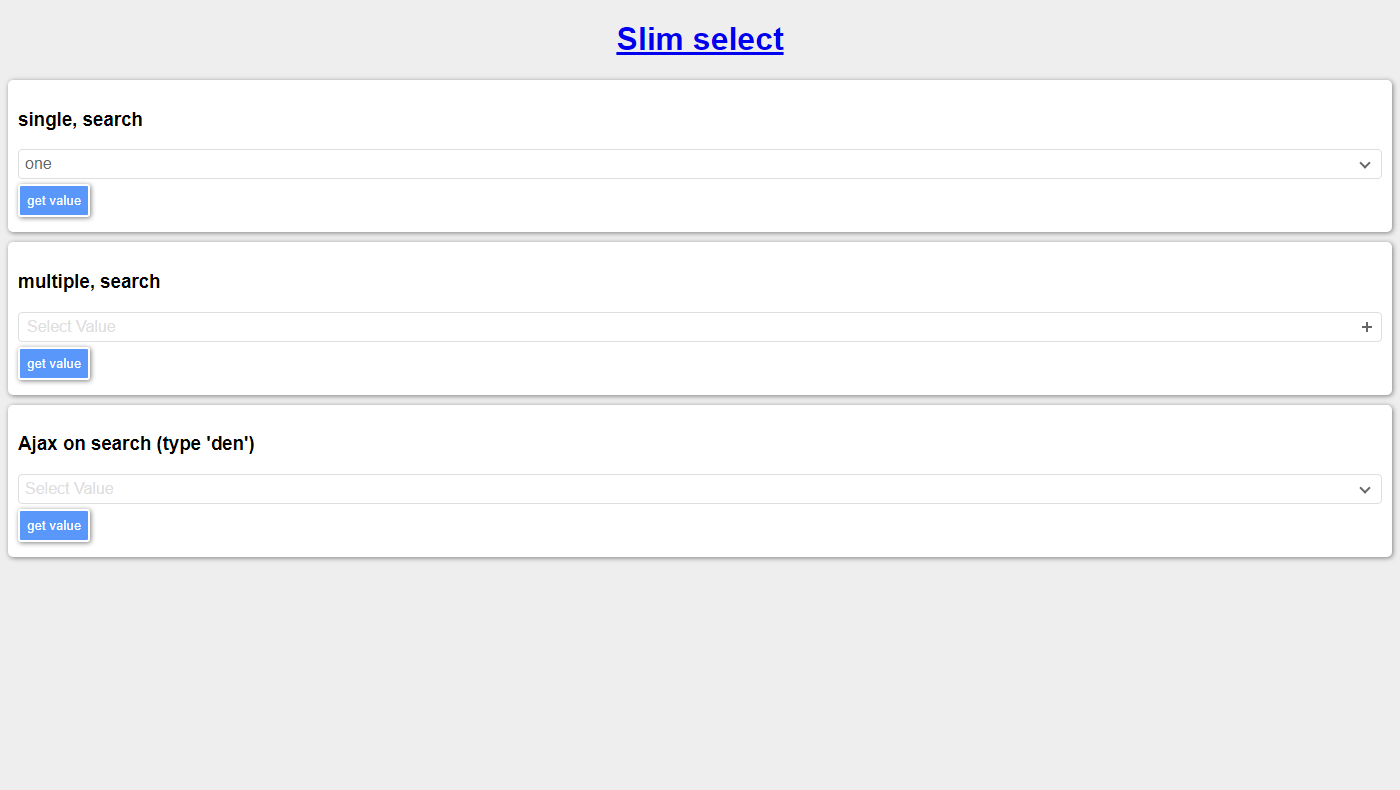 Slim select
single, search
one
get value
multiple, search
Select Value
get value
Ajax on search (type 'den')
Select Value
get value